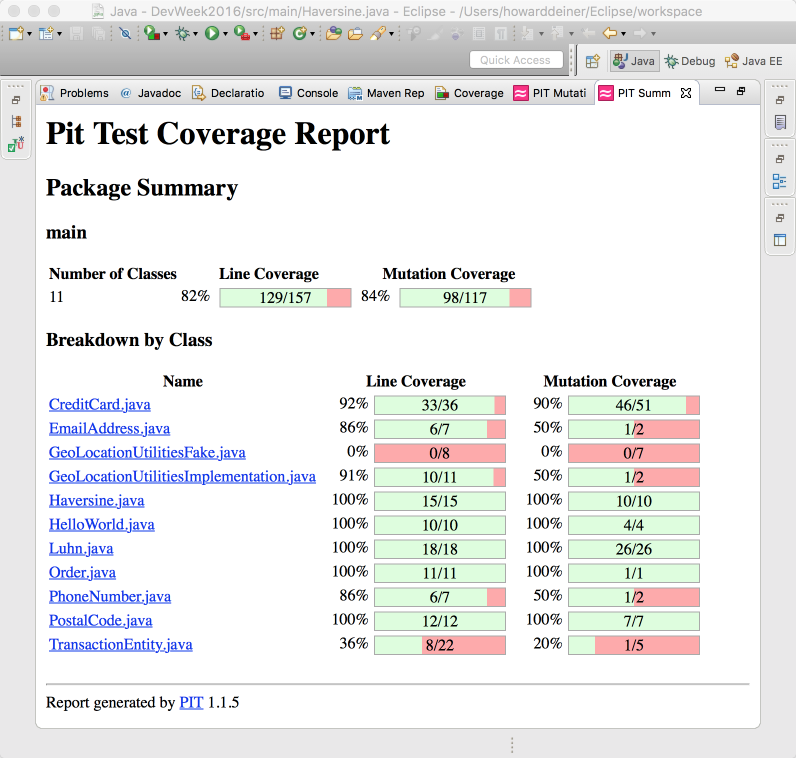 Java - DevWeek2016/src/main/Haversine.java - Eclipse - /Users/howarddeiner/Eclipse/workspace
Quick Access
Java
Debug
Java EE
Problems
Javadoc
Declaratio
Console
Maven Rep
Coverage
PIT Mutati
PIT Summ
Pit Test Coverage Report
Package Summary
main
Number of Classes Line Coverage Mutation Coverage
11 82% 129/157 84% 98/117
Breakdown by Class
Name Line Coverage Mutation Coverage
CreditCard.java 92% 33/36 90% 46/51
EmailAddress.java 86% 6/7 50% 1/2
GeoLocationUtilitiesFake.java 0% 0/8 0% 0/7
GeoLocationUtilitiesImplementation.java 91% 10/11 50% 1/2
Haversine.java 100% 15/15 100% 10/10
HelloWorld.java 100% 10/10 100% 4/4
Luhn.java 100% 18/18 100% 26/26
Order.java 100% 11/11 100% 1/1
PhoneNumber.java 86% 6/7 50% 1/2
PostalCode.java 100% 12/12 100% 7/7
TransactionEntity.java 36% 8/22 20% 1/5
Report generated by PIT 1.1.5